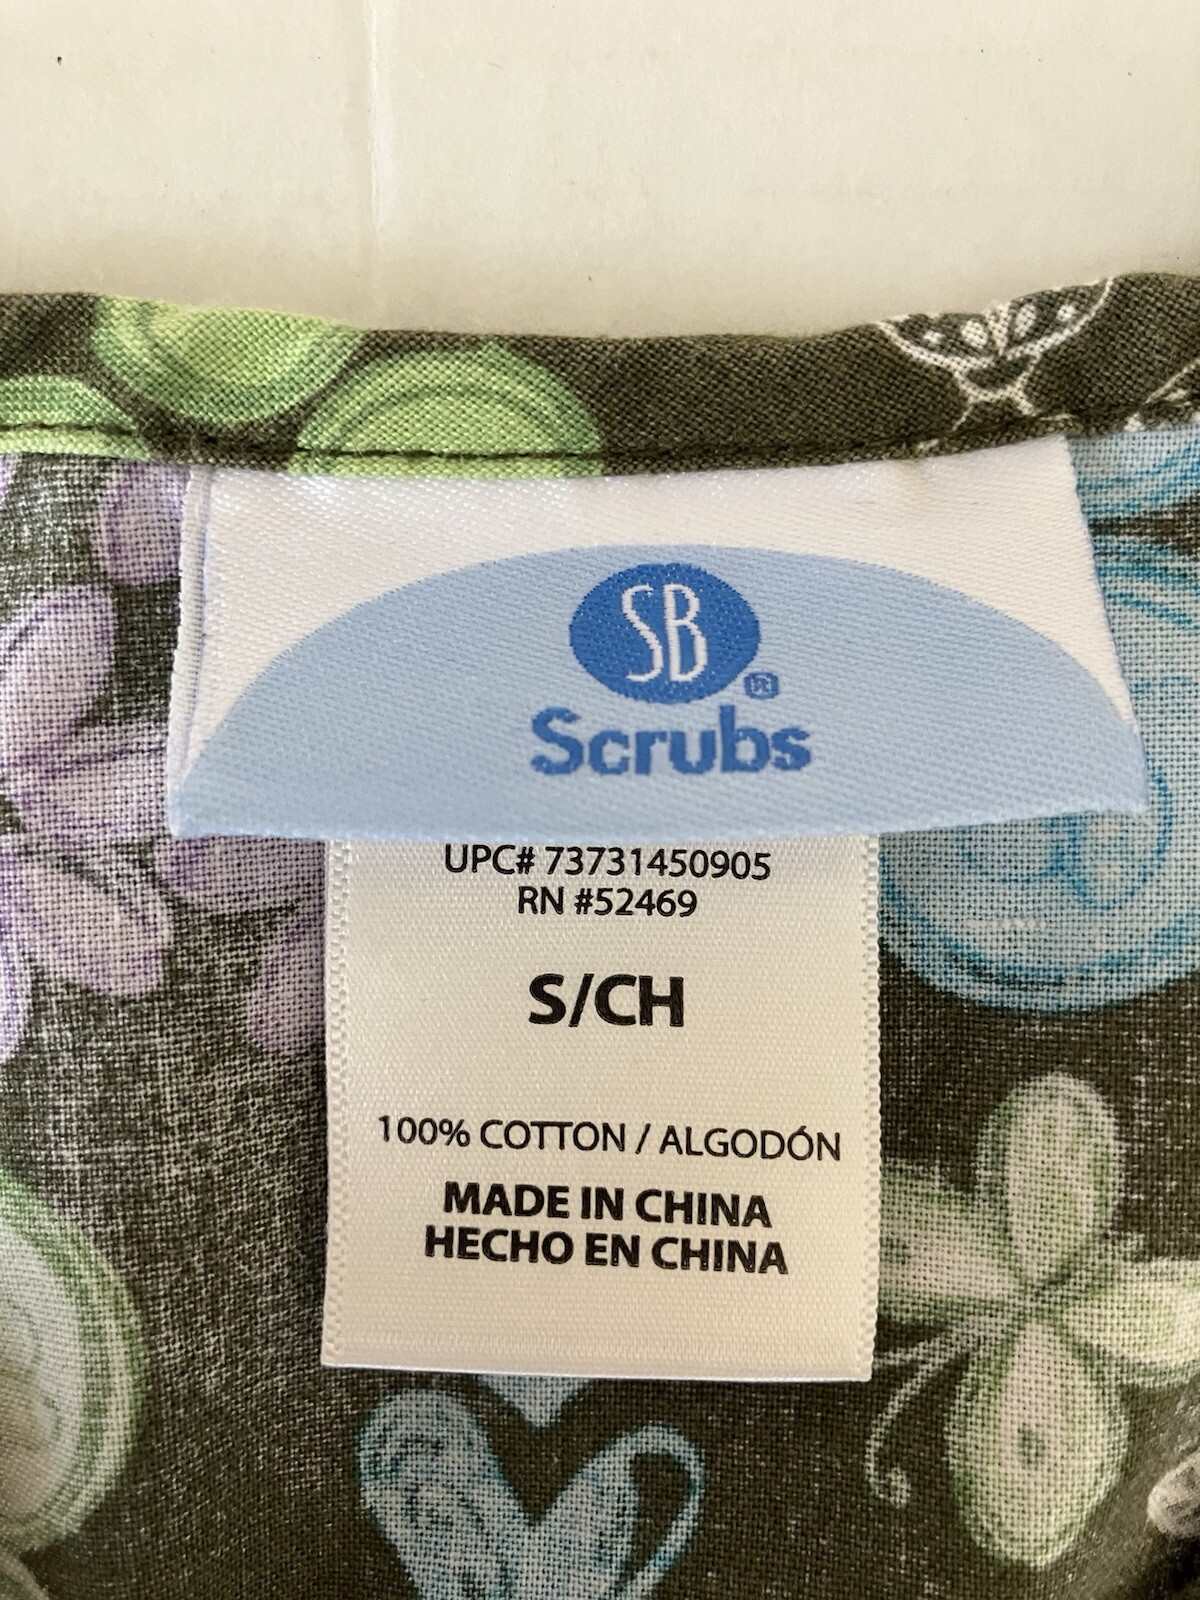 SB®
Scrubs
UPC# 73731450905
RN #52469
S/CH
100% COTTON / ALGODÓN
MADE IN CHINA
HECHO EN CHINA